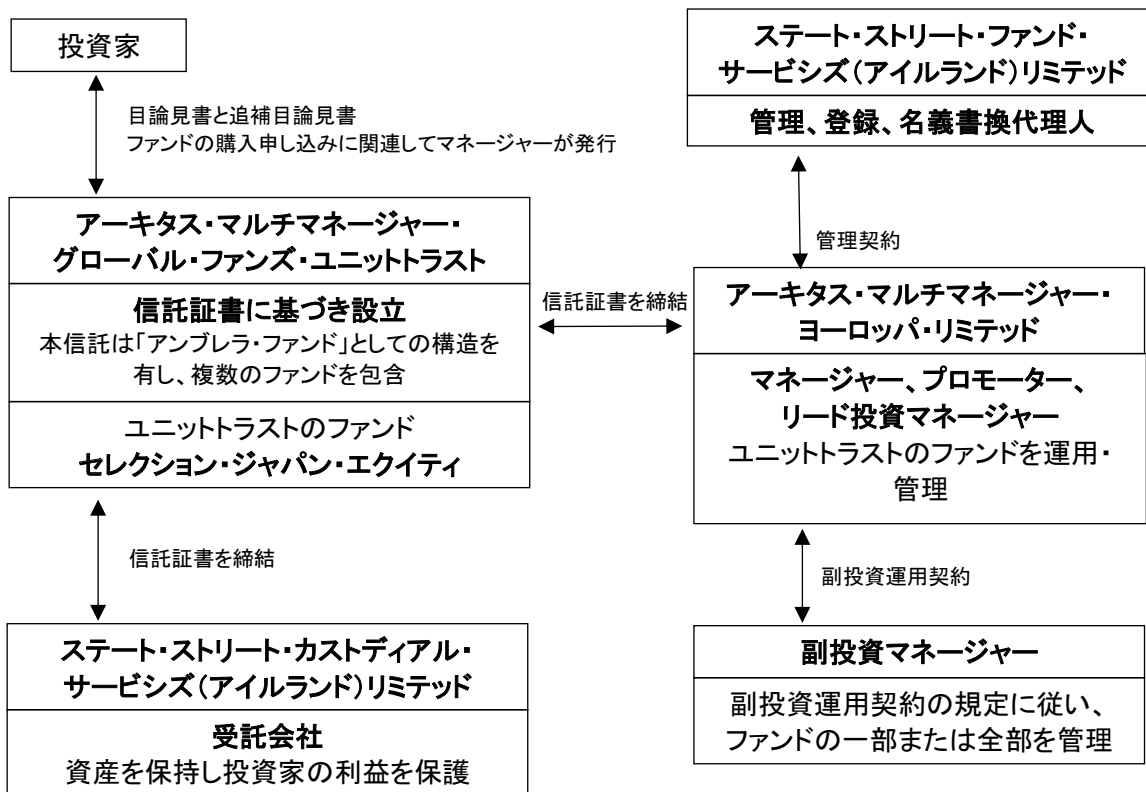 投資家
目論見書と追補目論見書
ファンドの購入申し込みに関連してマネージャーが発行
アーキタス・マルチマネージャー・
グローバル・ファンズ・ユニットトラスト
信託証書に基づき設立
本信託は「アンブレラ・ファンド」としての構造を
有し、複数のファンドを包含
ユニットトラストのファンド
セレクション・ジャパン・エクイティ
信託証書を締結
ステート・ストリート・カストディアル・
サービシズ(アイルランド)リミテッド
受託会社
資産を保持し投資家の利益を保護
信託証書を締結
ステート・ストリート・ファンド・
サービシズ(アイルランド)リミテッド
管理、登録、名義書換代理人
管理契約
アーキタス・マルチマネージャー・
ヨーロッパ・リミテッド
マネージャー、プロモーター、
リード投資マネージャー
ユニットトラストのファンドを運用・
管理
副投資運用契約
副投資マネージャー
副投資運用契約の規定に従い、
ファンドの一部または全部を管理